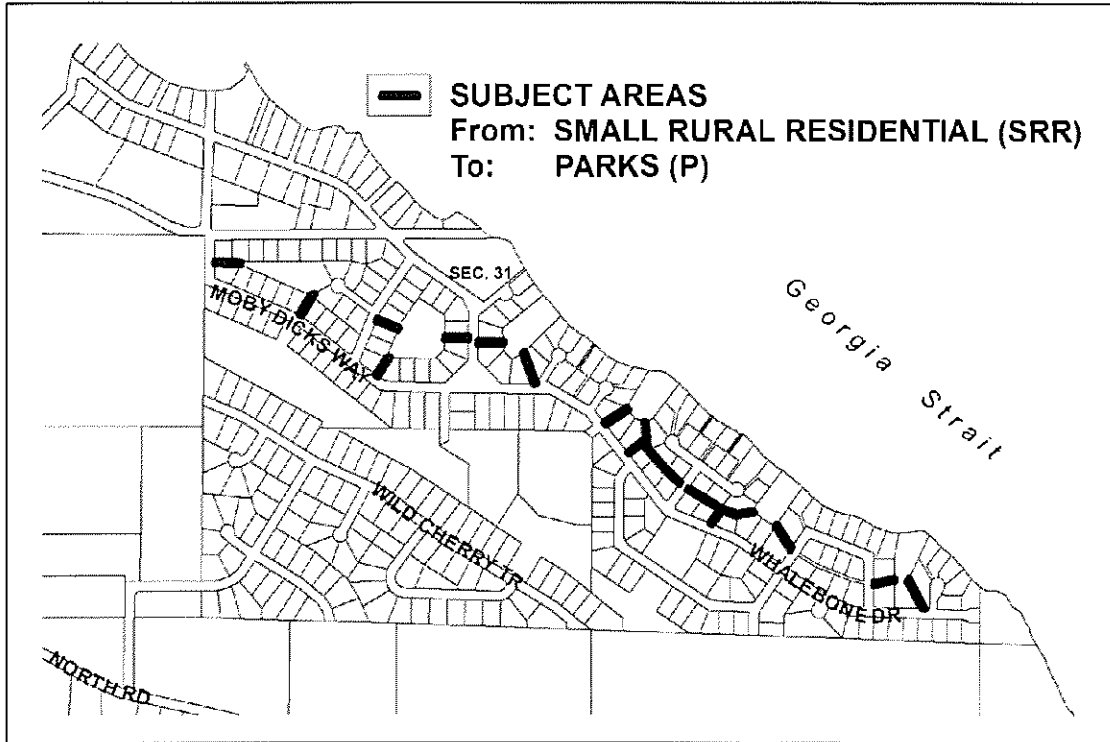 SUBJECT AREAS
From: SMALL RURAL RESIDENTIAL (SRR)
To: PARKS (P)
SEC. 31
MOBY DICKS WAY
Georgia Strait
WILD CHERRY TR
WHALEBONE DR
NORTH RD